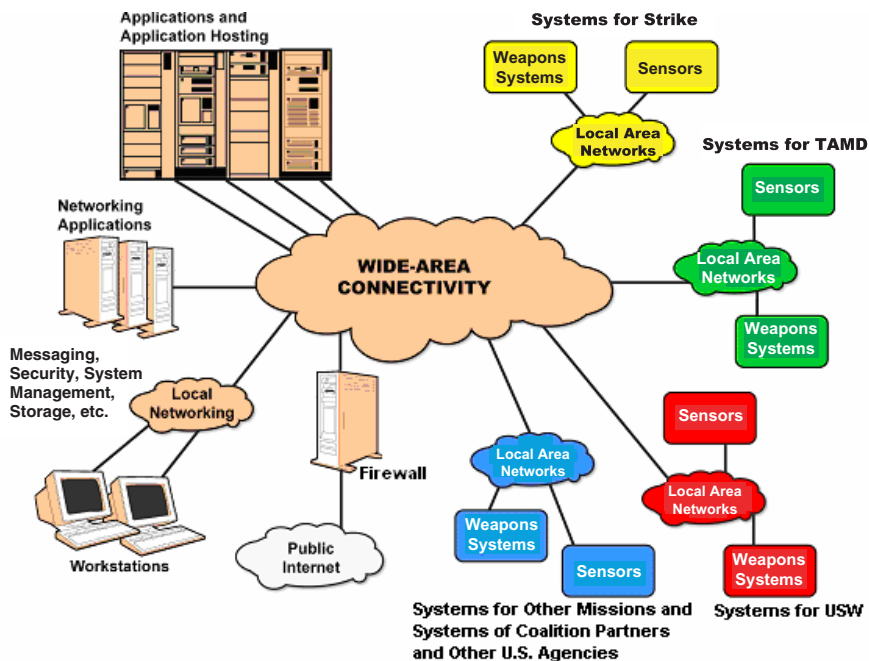 Applications and
Application Hosting
Systems for Strike
Weapons
Systems
Sensors
Local Area
Networks
Systems for TAMD
Sensors
Local Area
Networks
Weapons
Systems
Networking
Applications
WIDE-AREA
CONNECTIVITY
Messaging,
Security, System
Management,
Storage, etc.
Local
Networking
Workstations
Firewall
Public
Internet
Local Area
Networks
Weapons
Systems
Sensors
Systems for Other Missions and
Systems of Coalition Partners
and Other U.S. Agencies
Sensors
Local Area
Networks
Weapons
Systems
Systems for USW